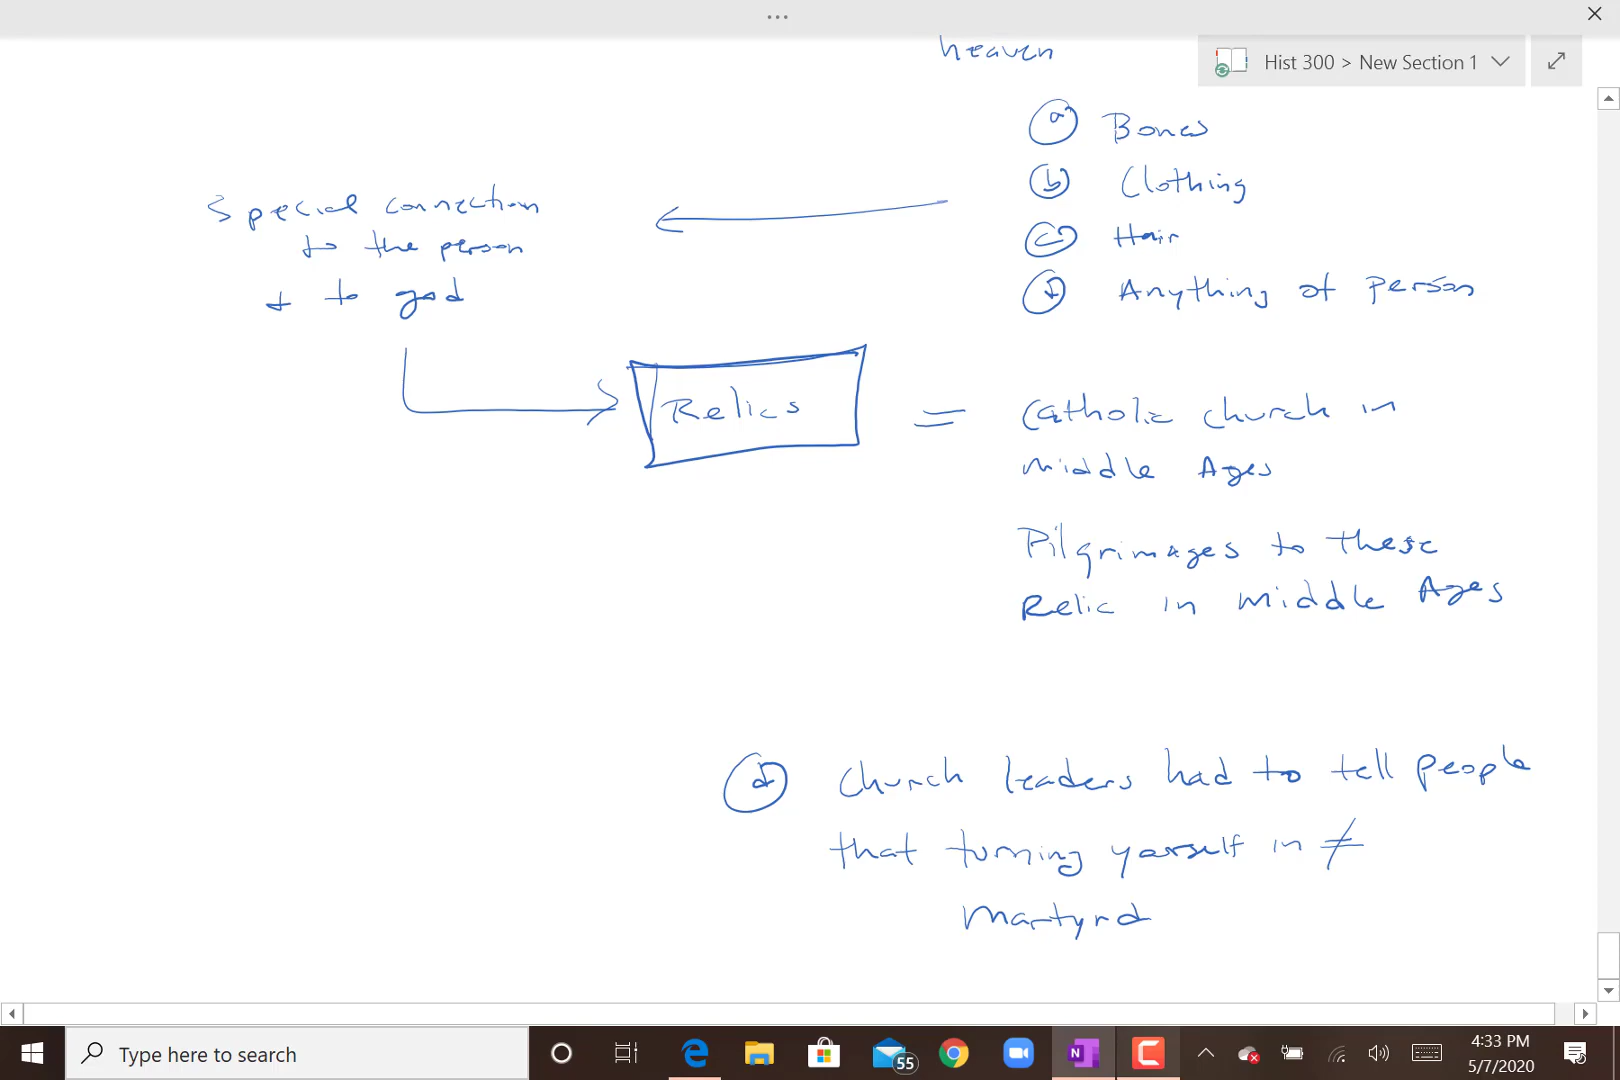 heaven
Hist 300 > New Section 1
a Bones
b Clothing
c Hair
d Anything of Person
Special connection
to the person
+ to god
Relics
= Catholic church in
Middle Ages
Pilgrimages to these
Relic in Middle Ages
d Church leaders had to tell people
that turning yourself in ≠
Martyrd
Type here to search
55
4:33 PM
5/7/2020